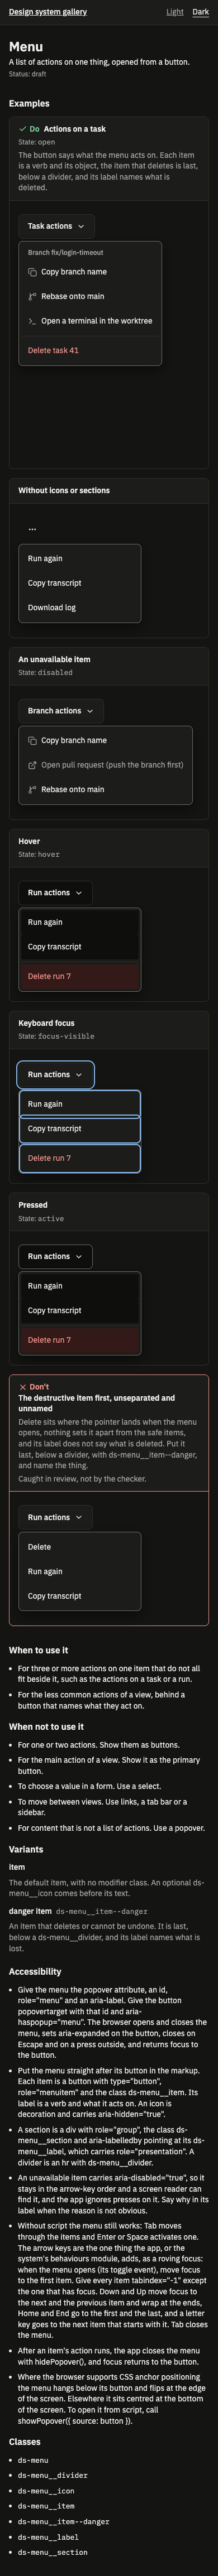 Design system gallery
Light
Dark
Menu
A list of actions on one thing, opened from a button.
Status: draft
Examples
Do Actions on a task
State: open
The button says what the menu acts on. Each item
is a verb and its object, the item that deletes is last,
below a divider, and its label names what is
deleted.
Task actions
Branch fix/login-timeout
Copy branch name
Rebase onto main
Open a terminal in the worktree
Delete task 41
Without icons or sections
...
Run again
Copy transcript
Download log
An unavailable item
State: disabled
Branch actions
Copy branch name
Open pull request (push the branch first)
Rebase onto main
Hover
State: hover
Run actions
Run again
Copy transcript
Delete run 7
Keyboard focus
State: focus-visible
Run actions
Run again
Copy transcript
Delete run 7
Pressed
State: active
Run actions
Run again
Copy transcript
Delete run 7
Don't
The destructive item first, unseparated and
unnamed
Delete sits where the pointer lands when the menu
opens, nothing sets it apart from the safe items,
and its label does not say what is deleted. Put it
last, below a divider, with ds-menu__item--danger,
and name the thing.
Caught in review, not by the checker.
Run actions
Delete
Run again
Copy transcript
When to use it
• For three or more actions on one item that do not all
fit beside it, such as the actions on a task or a run.
• For the less common actions of a view, behind a
button that names what they act on.
When not to use it
• For one or two actions. Show them as buttons.
• For the main action of a view. Show it as the primary
button.
• To choose a value in a form. Use a select.
• To move between views. Use links, a tab bar or a
sidebar.
• For content that is not a list of actions. Use a popover.
Variants
item
The default item, with no modifier class. An optional ds-
menu__icon comes before its text.
danger item ds-menu__item--danger
An item that deletes or cannot be undone. It is last,
below a ds-menu__divider, and its label names what is
lost.
Accessibility
• Give the menu the popover attribute, an id,
role="menu" and an aria-label. Give the button
popovertarget with that id and aria-
haspopup="menu". The browser opens and closes the
menu, sets aria-expanded on the button, closes on
Escape and on a press outside, and returns focus to
the button.
• Put the menu straight after its button in the markup.
Each item is a button with type="button",
role="menuitem" and the class ds-menu__item. Its
label is a verb and what it acts on. An icon is
decoration and carries aria-hidden="true".
• A section is a div with role="group", the class ds-
menu__section and aria-labelledby pointing at its ds-
menu__label, which carries role="presentation". A
divider is an hr with ds-menu__divider.
• An unavailable item carries aria-disabled="true", so it
stays in the arrow-key order and a screen reader can
find it, and the app ignores presses on it. Say why in its
label when the reason is not obvious.
• Without script the menu still works: Tab moves
through the items and Enter or Space activates one.
The arrow keys are the one thing the app, or the
system's behaviours module, adds, as a roving focus:
when the menu opens (its toggle event), move focus
to the first item. Give every item tabindex="-1" except
the one that has focus. Down and Up move focus to
the next and the previous item and wrap at the ends,
Home and End go to the first and the last, and a letter
key goes to the next item that starts with it. Tab closes
the menu.
• After an item's action runs, the app closes the menu
with hidePopover(), and focus returns to the button.
• Where the browser supports CSS anchor positioning
the menu hangs below its button and flips at the edge
of the screen. Elsewhere it sits centred at the bottom
of the screen. To open it from script, call
showPopover({ source: button }).
Classes
• ds-menu
• ds-menu__divider
• ds-menu__icon
• ds-menu__item
• ds-menu__item--danger
• ds-menu__label
• ds-menu__section